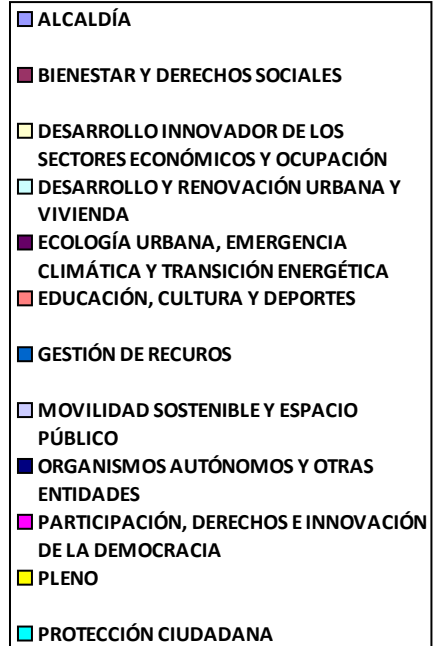 ALCALDÍA
BIENESTAR Y DERECHOS SOCIALES
DESARROLLO INNOVADOR DE LOS
SECTORES ECONÓMICOS Y OCUPACIÓN
DESARROLLO Y RENOVACIÓN URBANA Y
VIVIENDA
ECOLOGÍA URBANA, EMERGENCIA
CLIMÁTICA Y TRANSICIÓN ENERGÉTICA
EDUCACIÓN, CULTURA Y DEPORTES
GESTIÓN DE RECUROS
MOVILIDAD SOSTENIBLE Y ESPACIO
PÚBLICO
ORGANISMOS AUTÓNOMOS Y OTRAS
ENTIDADES
PARTICIPACIÓN, DERECHOS E INNOVACIÓN
DE LA DEMOCRACIA
PLENO
PROTECCIÓN CIUDADANA